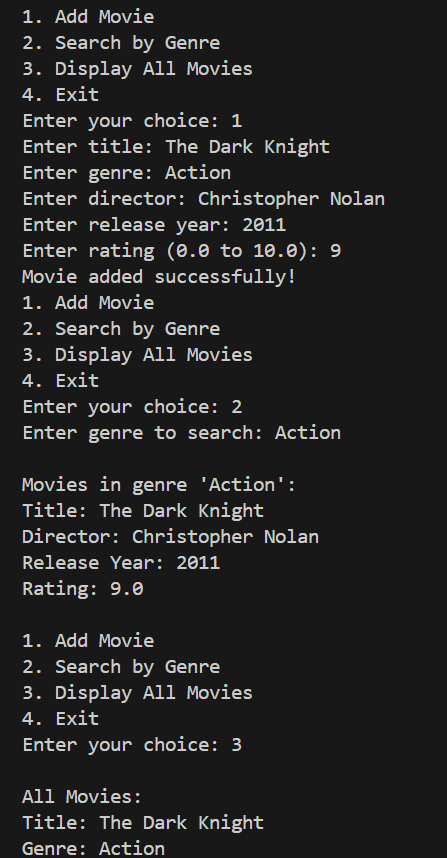 1. Add Movie
2. Search by Genre
3. Display All Movies
4. Exit
Enter your choice: 1
Enter title: The Dark Knight
Enter genre: Action
Enter director: Christopher Nolan
Enter release year: 2011
Enter rating (0.0 to 10.0): 9
Movie added successfully!
1. Add Movie
2. Search by Genre
3. Display All Movies
4. Exit
Enter your choice: 2
Enter genre to search: Action

Movies in genre 'Action':
Title: The Dark Knight
Director: Christopher Nolan
Release Year: 2011
Rating: 9.0

1. Add Movie
2. Search by Genre
3. Display All Movies
4. Exit
Enter your choice: 3

All Movies:
Title: The Dark Knight
Genre: Action